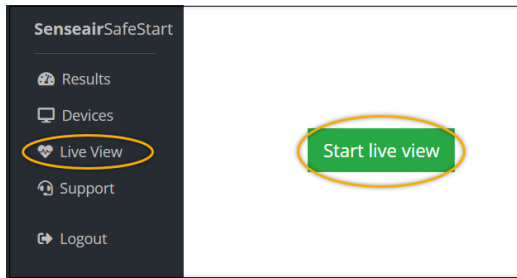 SenseairSafeStart
Results
Devices
Live View
Support
Logout
Start live view